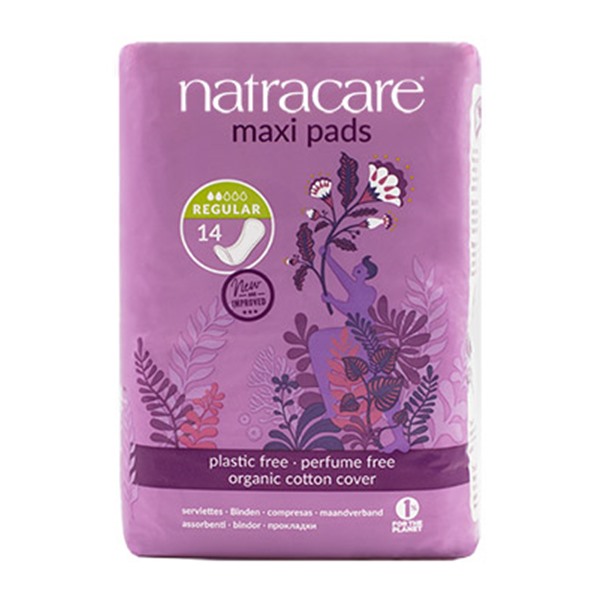 natracare®
maxi pads
REGULAR
14
New
AND
IMPROVED
plastic free · perfume free
organic cotton cover
serviettes · Binden · compresas · maandverband
assorbenti · bindor · прокладки
1%
FOR THE
PLANET